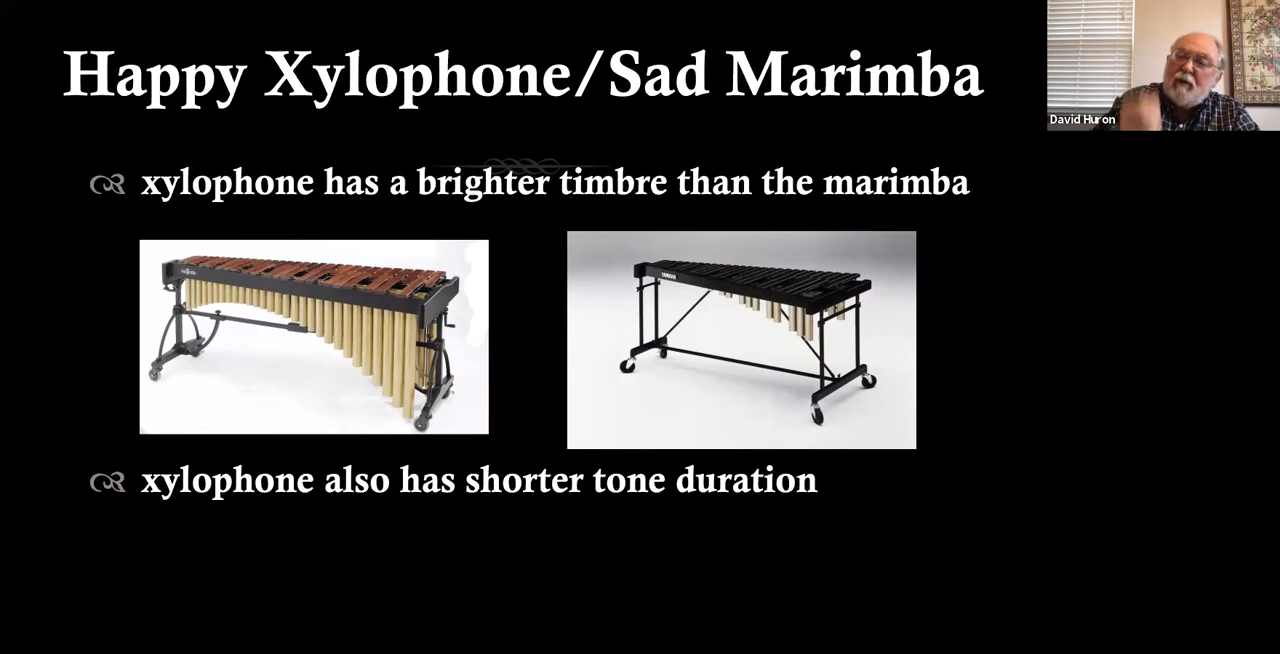 Happy Xylophone/Sad Marimba
David Huron
xylophone has a brighter timbre than the marimba
YAMAHA
xylophone also has shorter tone duration